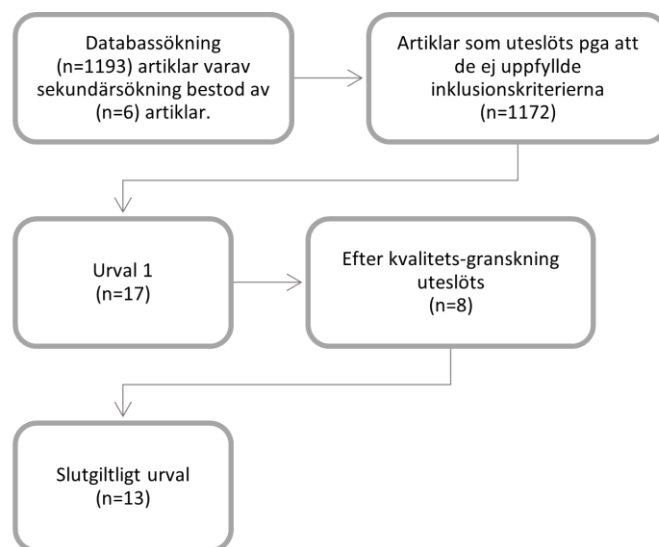 Databassökning
(n=1193) artiklar varav
sekundärsökning bestod av
(n=6) artiklar.
Artiklar som uteslöts pga att
de ej uppfyllde
inklusionskriterierna
(n=1172)
Urval 1
(n=17)
Efter kvalitets-granskning
uteslöts
(n=8)
Slutgiltligt urval
(n=13)